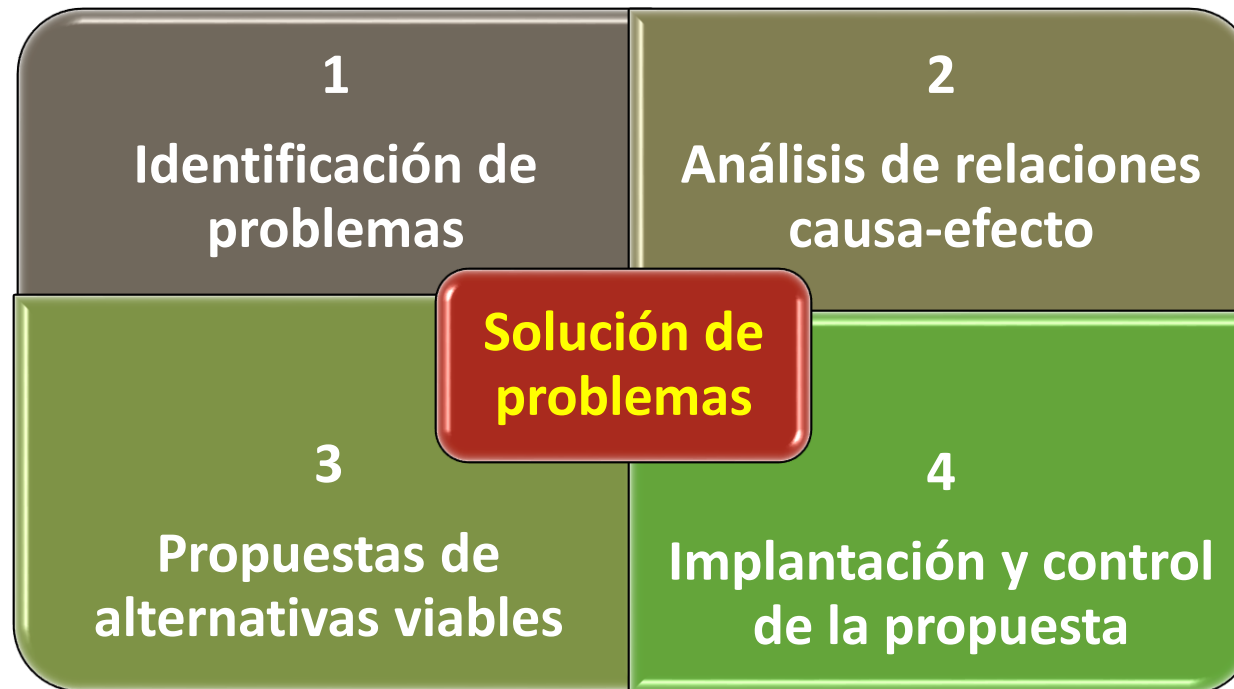 1
Identificación de
problemas
2
Análisis de relaciones
causa-efecto
Solución de
problemas
3
Propuestas de
alternativas viables
4
Implantación y control
de la propuesta